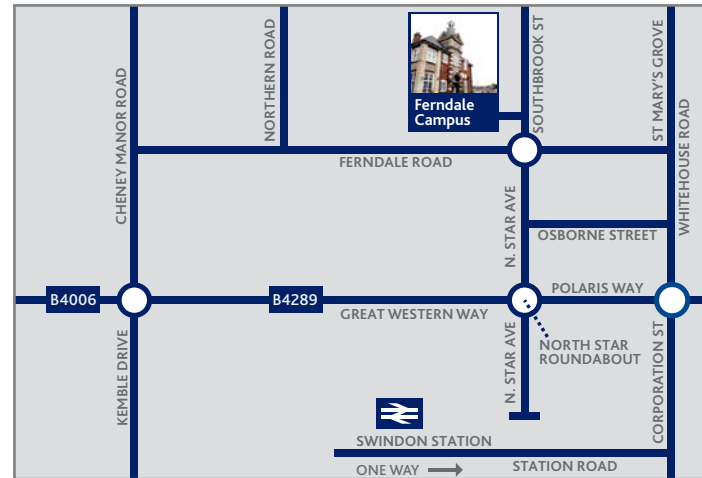 CHENEY MANOR ROAD
NORTHERN ROAD
Ferndale
Campus
SOUTHBROOK ST
ST MARY'S GROVE
WHITEHOUSE ROAD
FERNDALE ROAD
N. STAR AVE
OSBORNE STREET
B4006
B4289
GREAT WESTERN WAY
POLARIS WAY
KEMBLE DRIVE
N. STAR AVE
NORTH STAR
ROUNDABOUT
CORPORATION ST
SWINDON STATION
ONE WAY
STATION ROAD